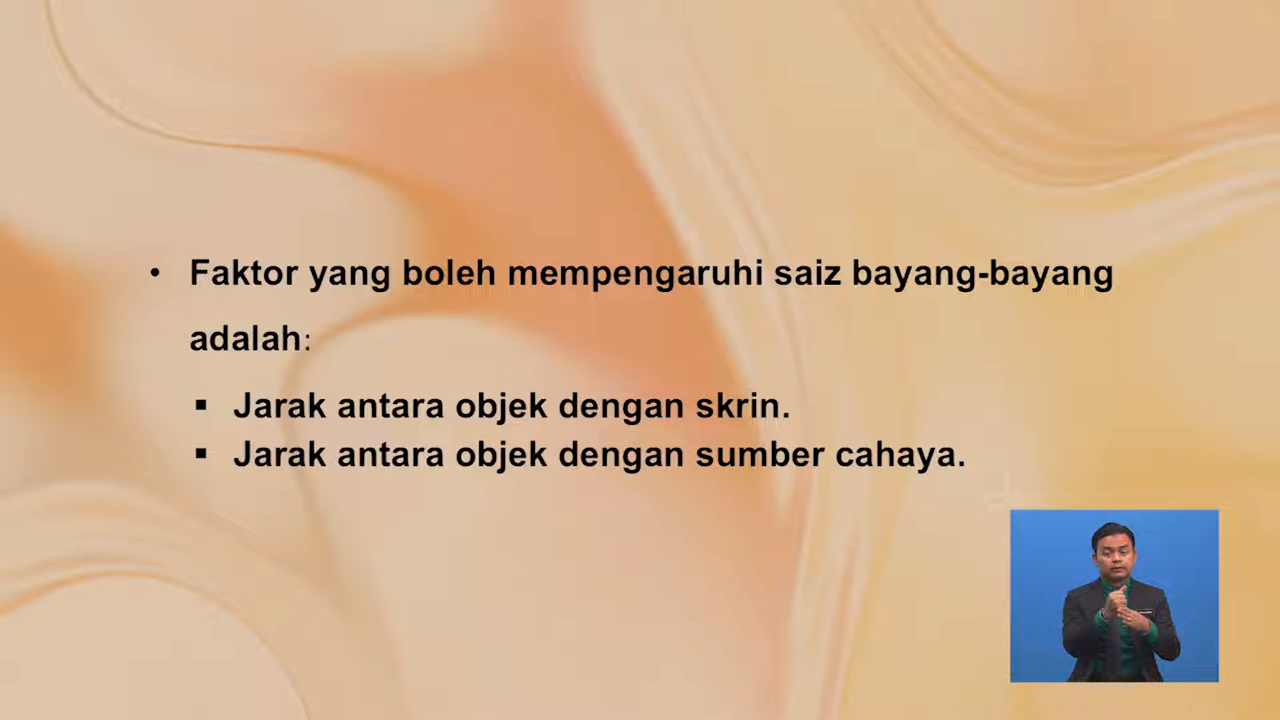 • Faktor yang boleh mempengaruhi saiz bayang-bayang
adalah:
▪ Jarak antara objek dengan skrin.
▪ Jarak antara objek dengan sumber cahaya.